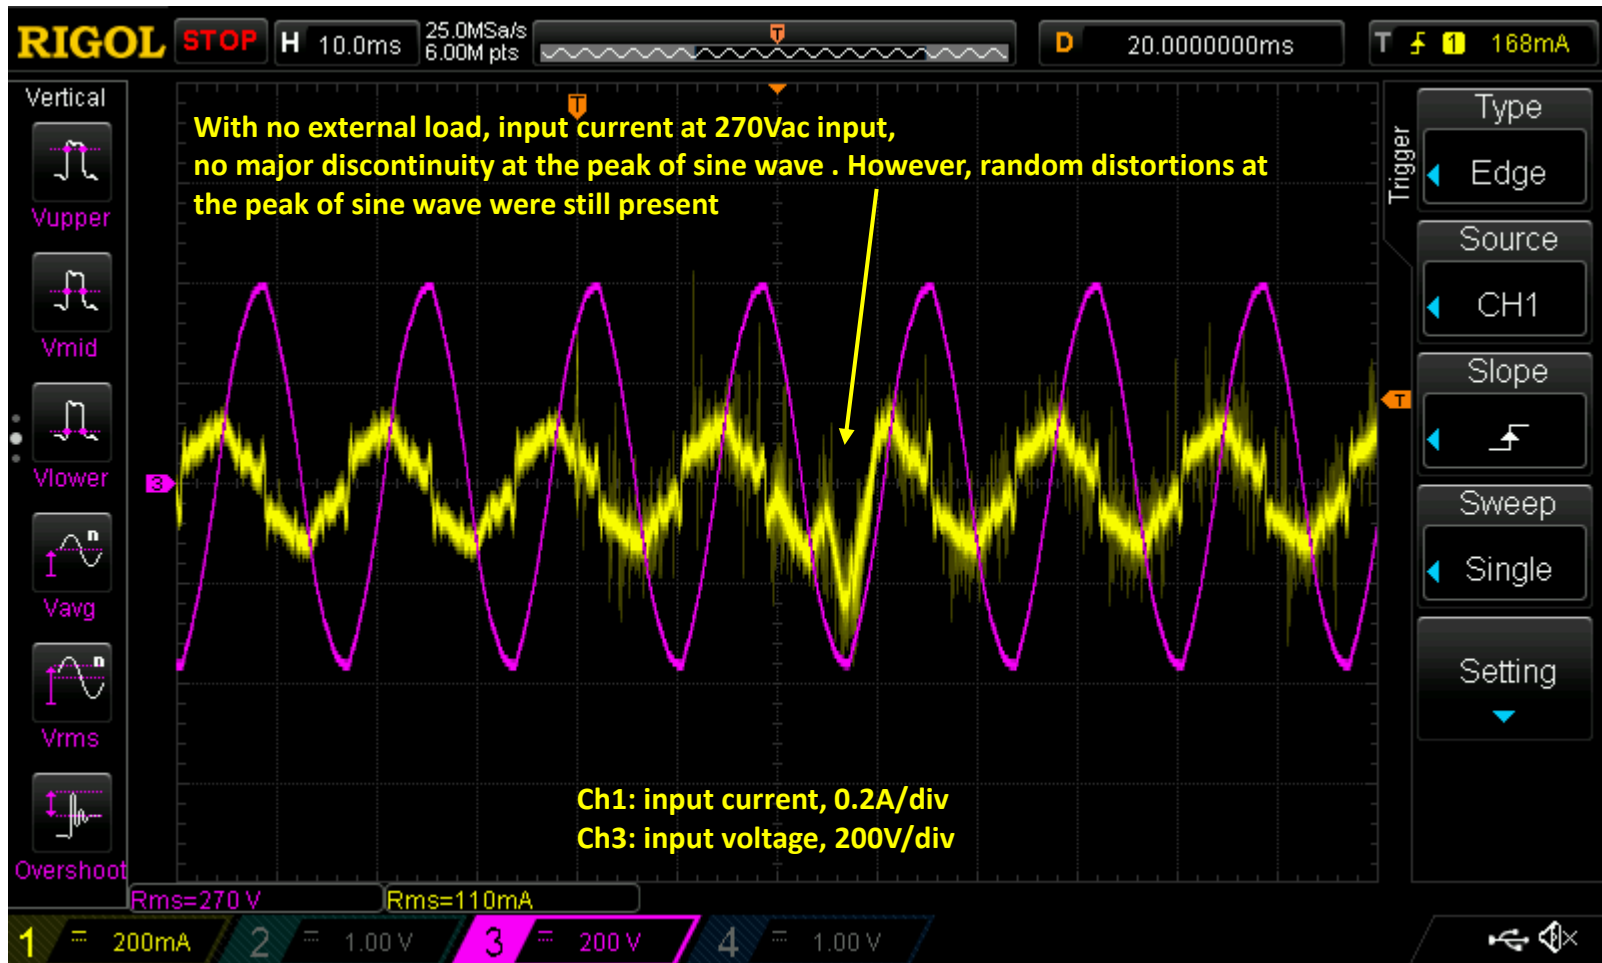 RIGOL STOP H 10.0ms 25.0MSa/s D 20.0000000ms T 1 168mA
6.00M pts
T
Vertical
Vupper
Vmid
Vlower
n
Vavg
n
Vrms
Overshoot
T
With no external load, input current at 270Vac input,
no major discontinuity at the peak of sine wave . However, random distortions at
the peak of sine wave were still present
3
T
Ch1: input current, 0.2A/div
Ch3: input voltage, 200V/div
Trigger
Type
Edge
Source
CH1
Slope
Sweep
Single
Setting
Rms=270 V Rms=110mA
1 200mA 2 1.00 V 3 200 V 4 1.00 V